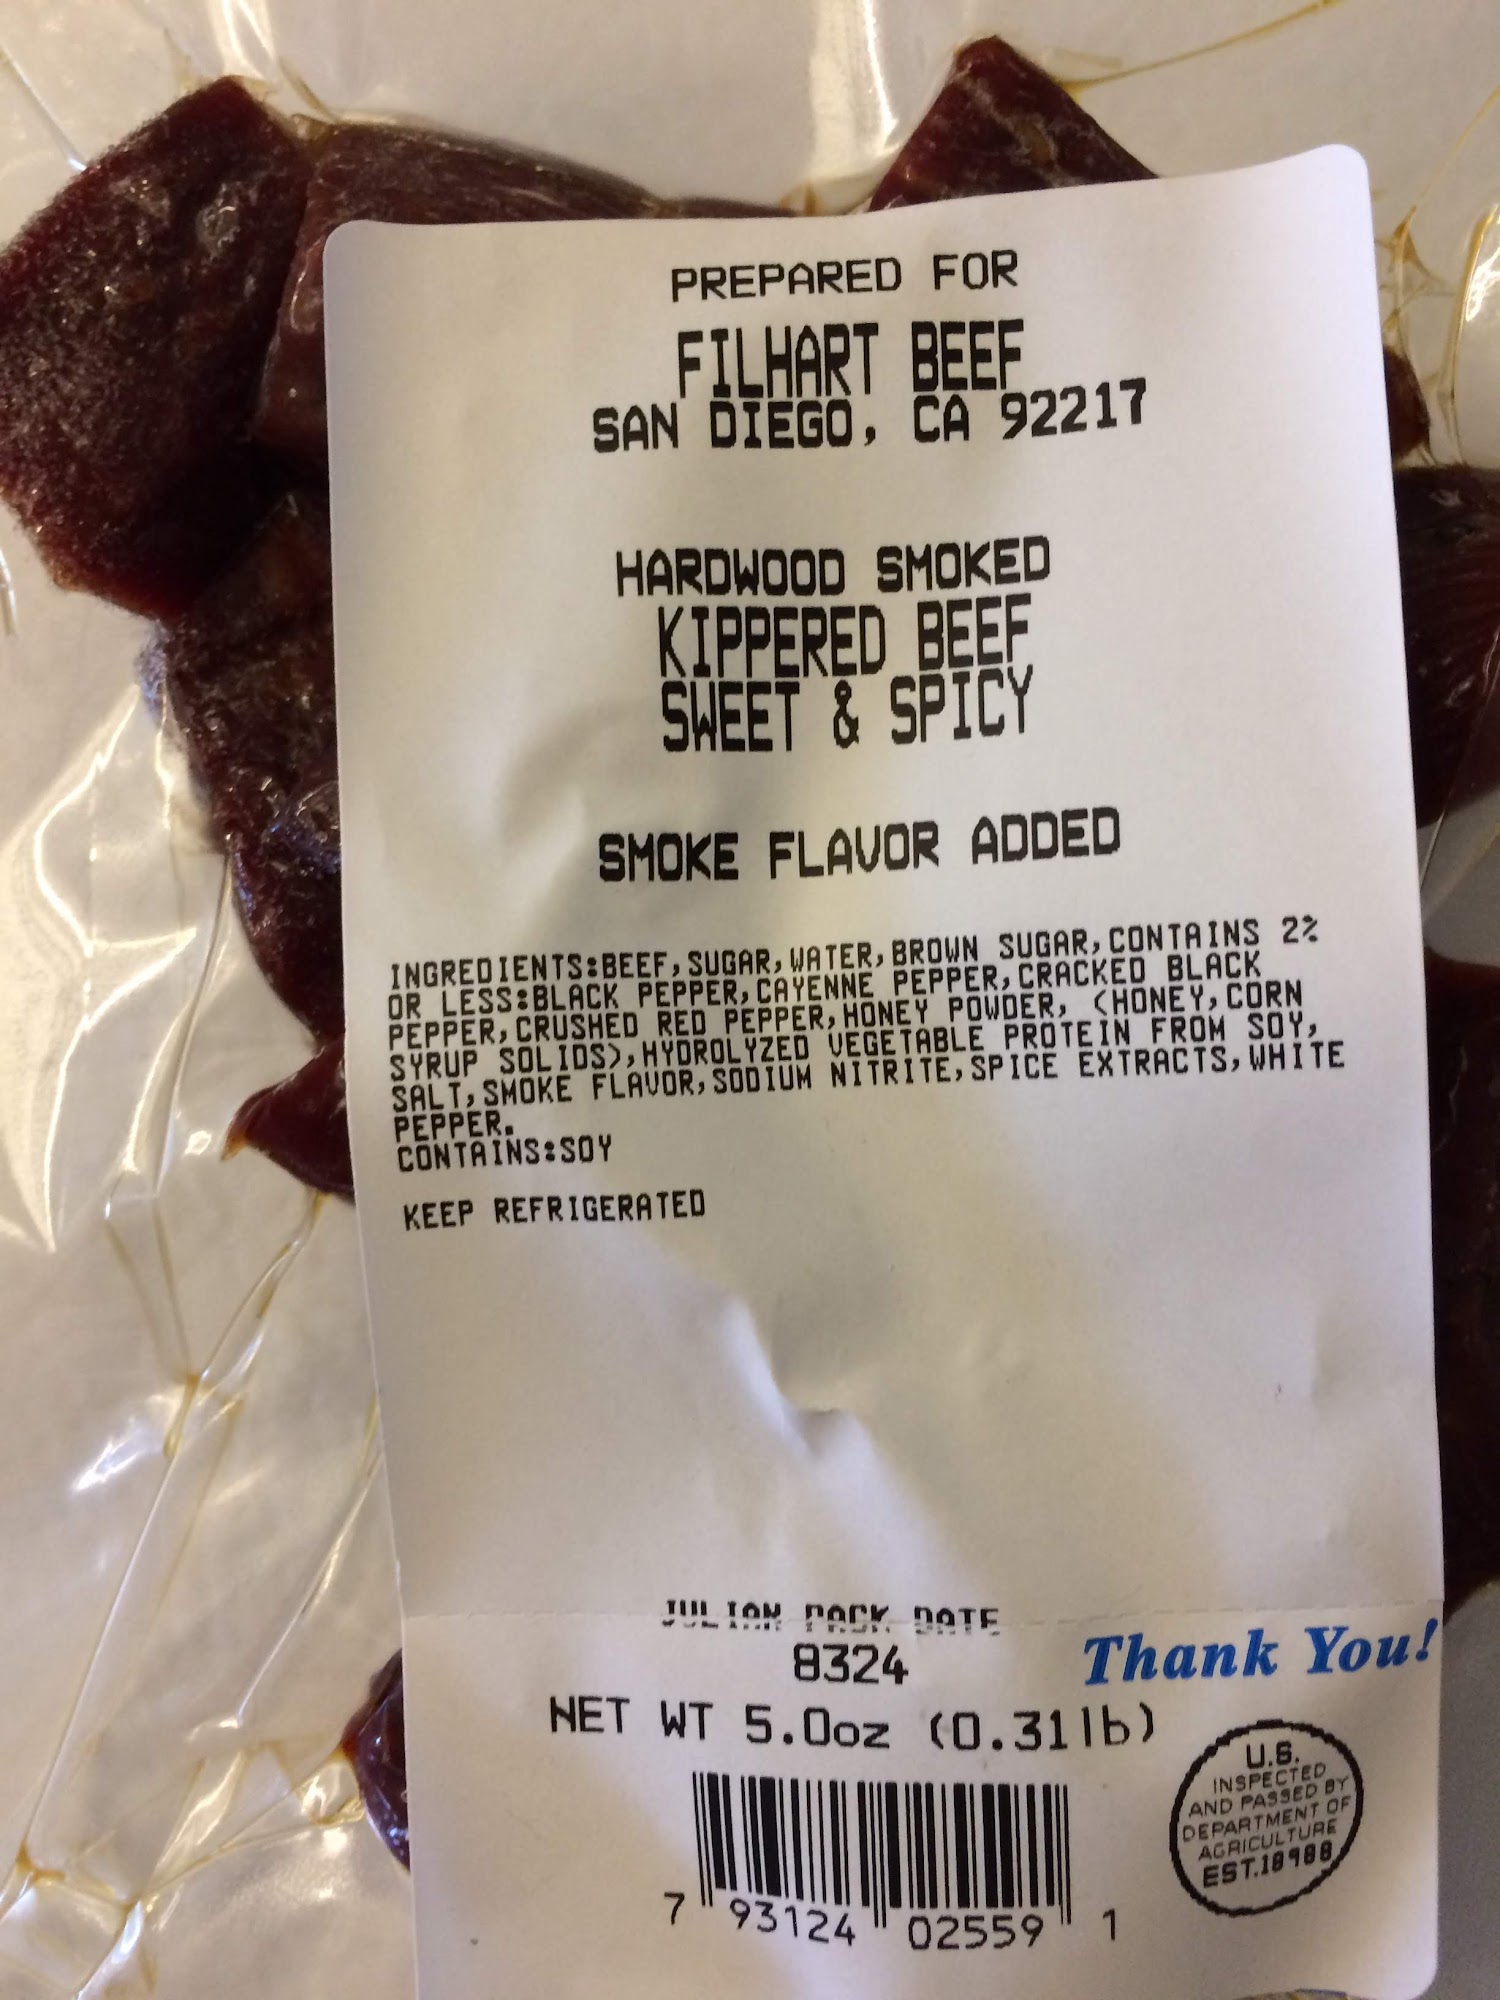 PREPARED FOR
FILHART BEEF
SAN DIEGO, CA 92217
HARDWOOD SMOKED
KIPPERED BEEF
SWEET & SPICY
SMOKE FLAVOR ADDED
INGREDIENTS:BEEF,SUGAR,WATER,BROWN SUGAR,CONTAINS 2%
OR LESS:BLACK PEPPER,CAYENNE PEPPER,CRACKED BLACK
PEPPER,CRUSHED RED PEPPER,HONEY POWDER, (HONEY,CORN
SYRUP SOLIDS),HYDROLYZED VEGETABLE PROTEIN FROM SOY,
SALT,SMOKE FLAVOR,SODIUM NITRITE,SPICE EXTRACTS,WHITE
PEPPER.
CONTAINS:SOY
KEEP REFRIGERATED
JULIAN PACK DATE
8324
Thank You!
NET WT 5.0oz (0.31lb)
U.S.
INSPECTED
AND PASSED BY
DEPARTMENT OF
AGRICULTURE
EST.18988
7 93124 02559 1